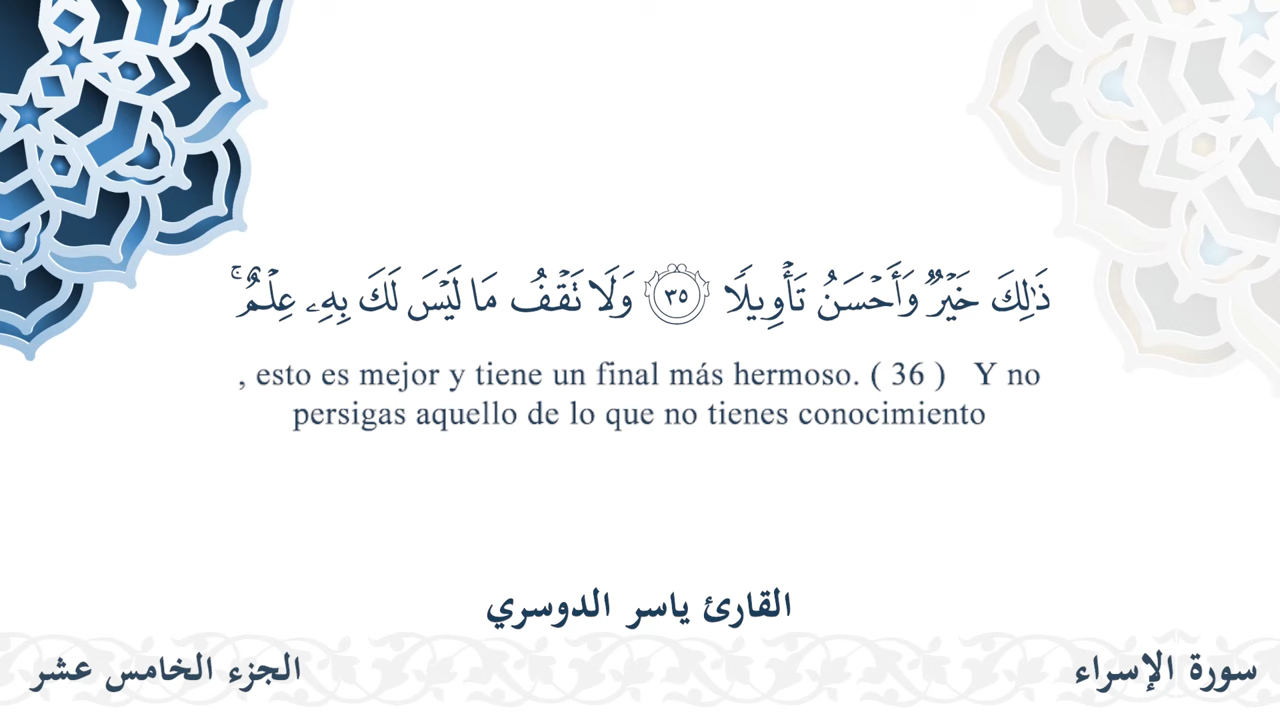 ذَٰلِكَ خَيْرٌ وَأَحْسَنُ تَأْوِيلًا ٣٥ وَلَا تَقْفُ مَا لَيْسَ لَكَ بِهِۦ عِلْمٌ ۚ
, esto es mejor y tiene un final más hermoso. ( 36 ) Y no
persigas aquello de lo que no tienes conocimiento
القارئ ياسر الدوسري
سورة الإسراء
الجزء الخامس عشر